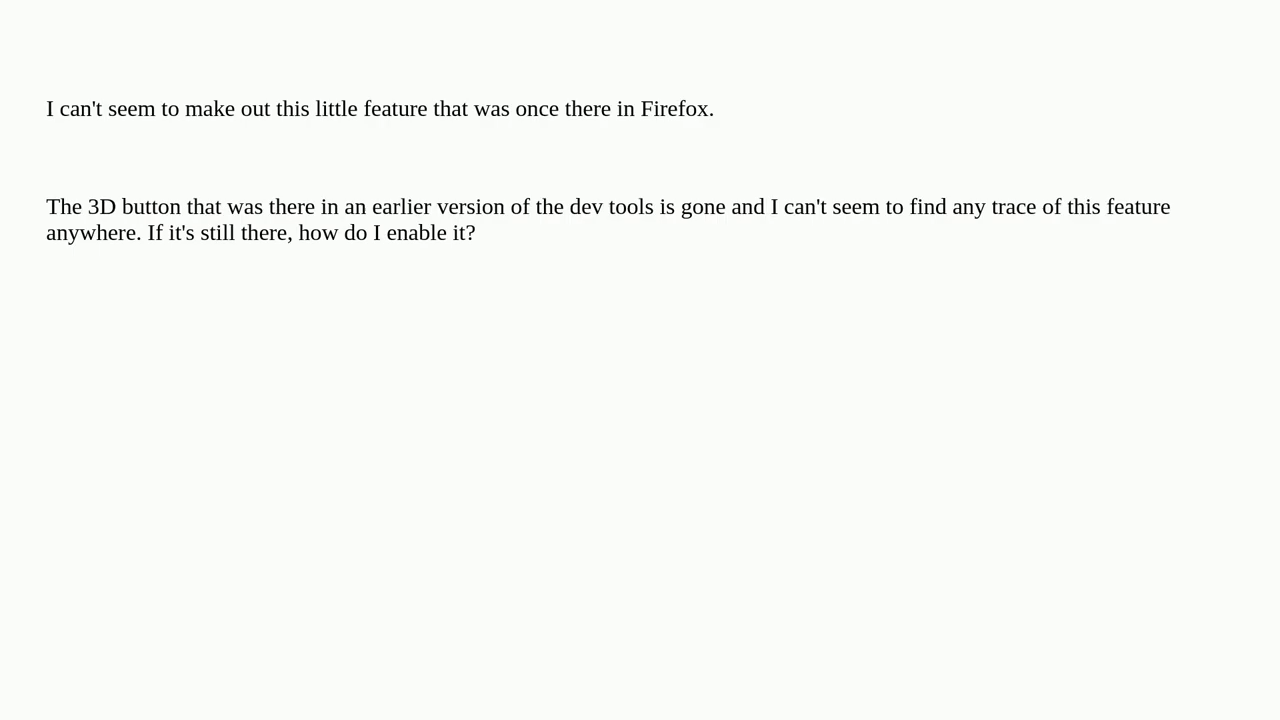 I can't seem to make out this little feature that was once there in Firefox.
The 3D button that was there in an earlier version of the dev tools is gone and I can't seem to find any trace of this feature
anywhere. If it's still there, how do I enable it?